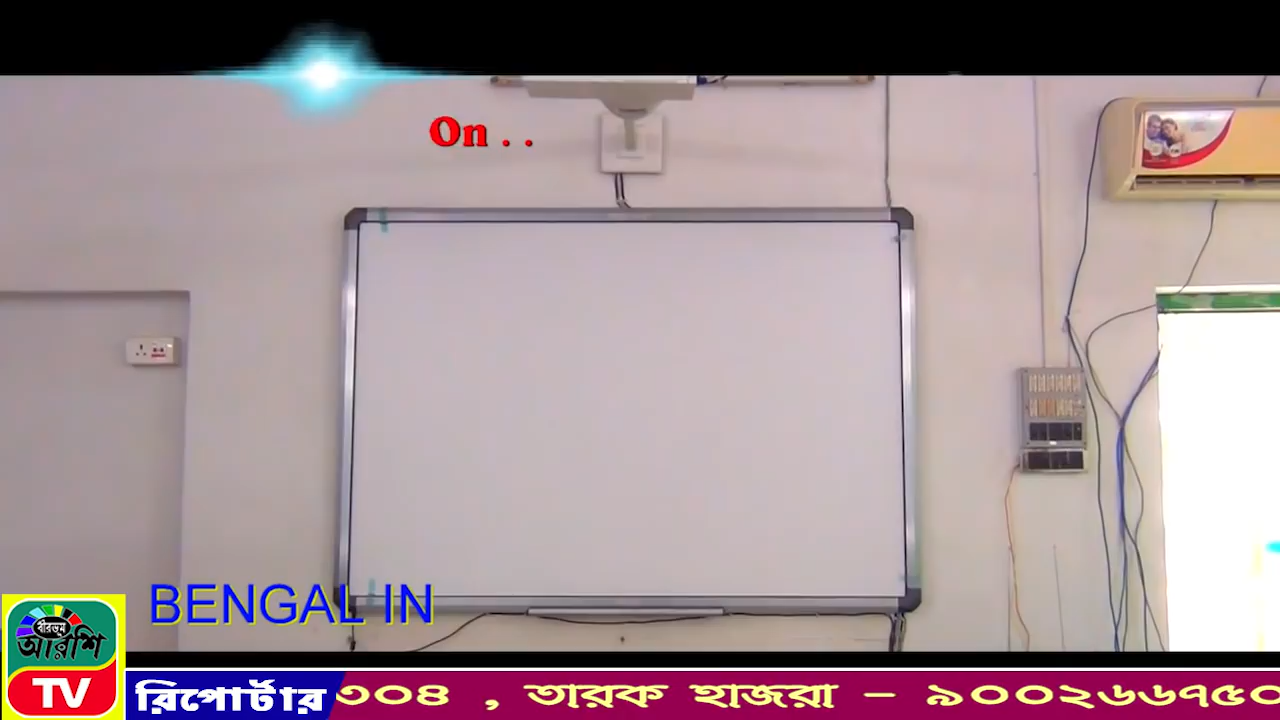 On . .
BENGAL IN
বীরভূম
আরশি
TV
রিপোর্টার
৩০৪ , তারক হাজরা – ৯০০২৬৬৭৫০